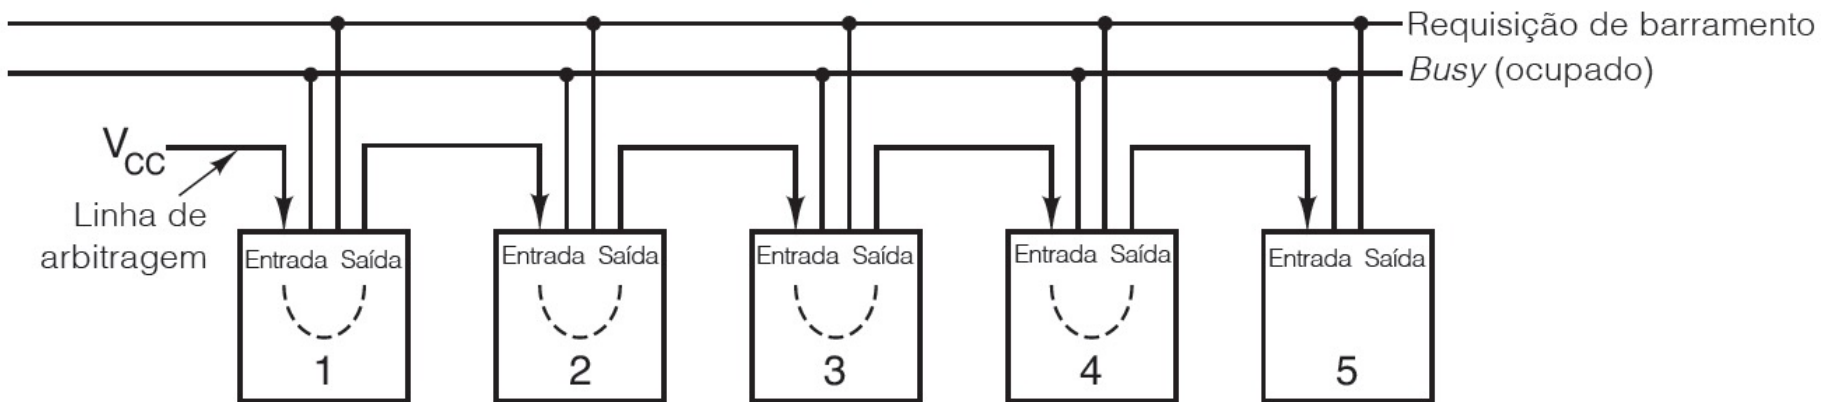 Requisição de barramento
Busy (ocupado)
VCC
Linha de
arbitragem
Entrada Saída
1
Entrada Saída
2
Entrada Saída
3
Entrada Saída
4
Entrada Saída
5